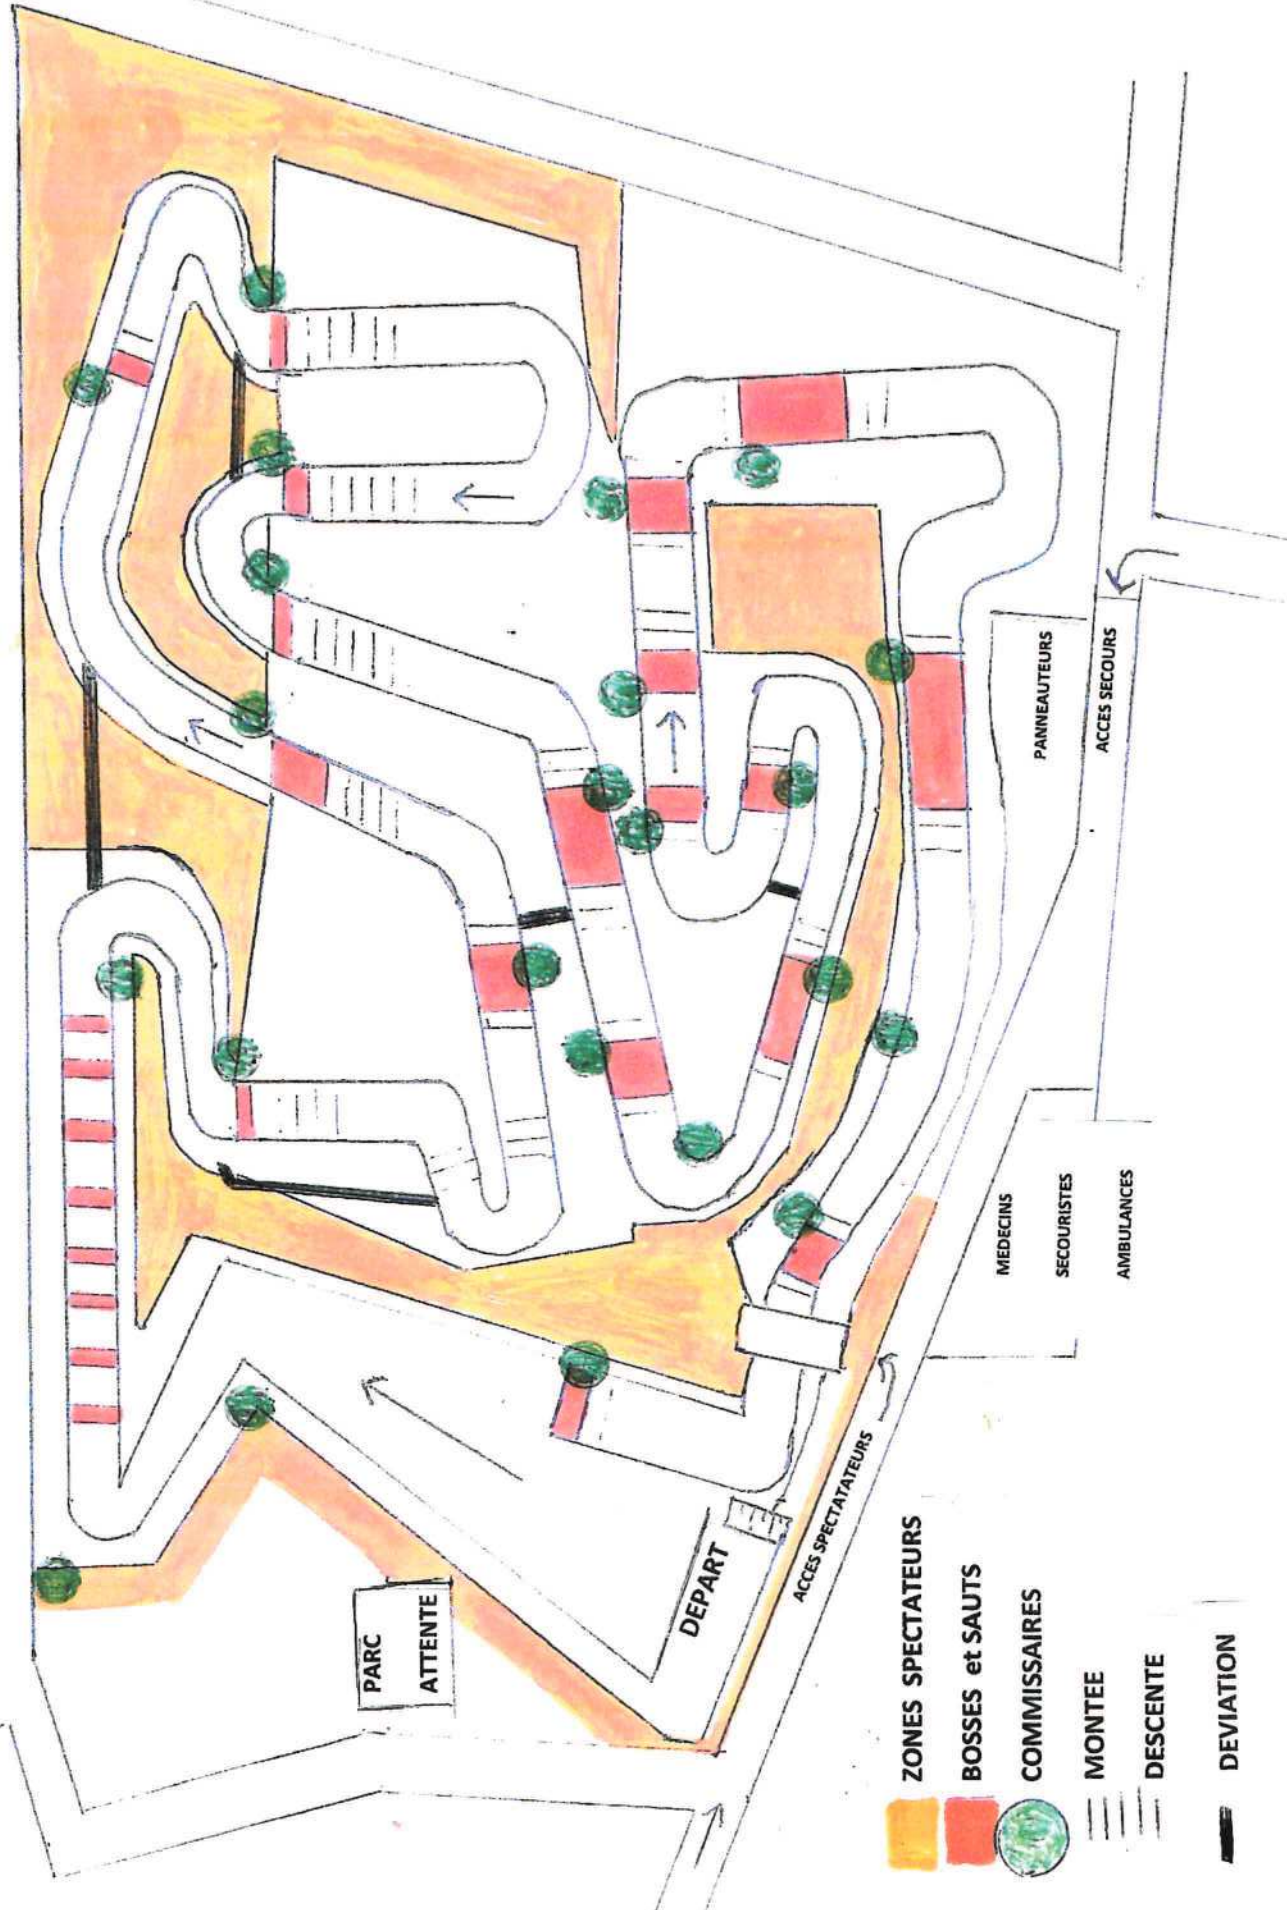 PARC
ATTENTE
DEPART
ACCES SPECTATATEURS
MEDECINS
SECOURISTES
AMBULANCES
PANNEAUTEURS
ACCES SECOURS
ZONES SPECTATEURS
BOSSES et SAUTS
COMMISSAIRES
MONTEE
DESCENTE
DEVIATION